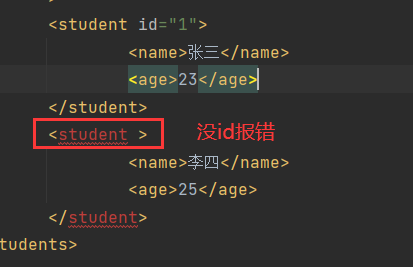 <student id="1">
<name>张三</name>
<age>23</age>
</student>
<student >
没id报错
<name>李四</name>
<age>25</age>
</student>
tudents>